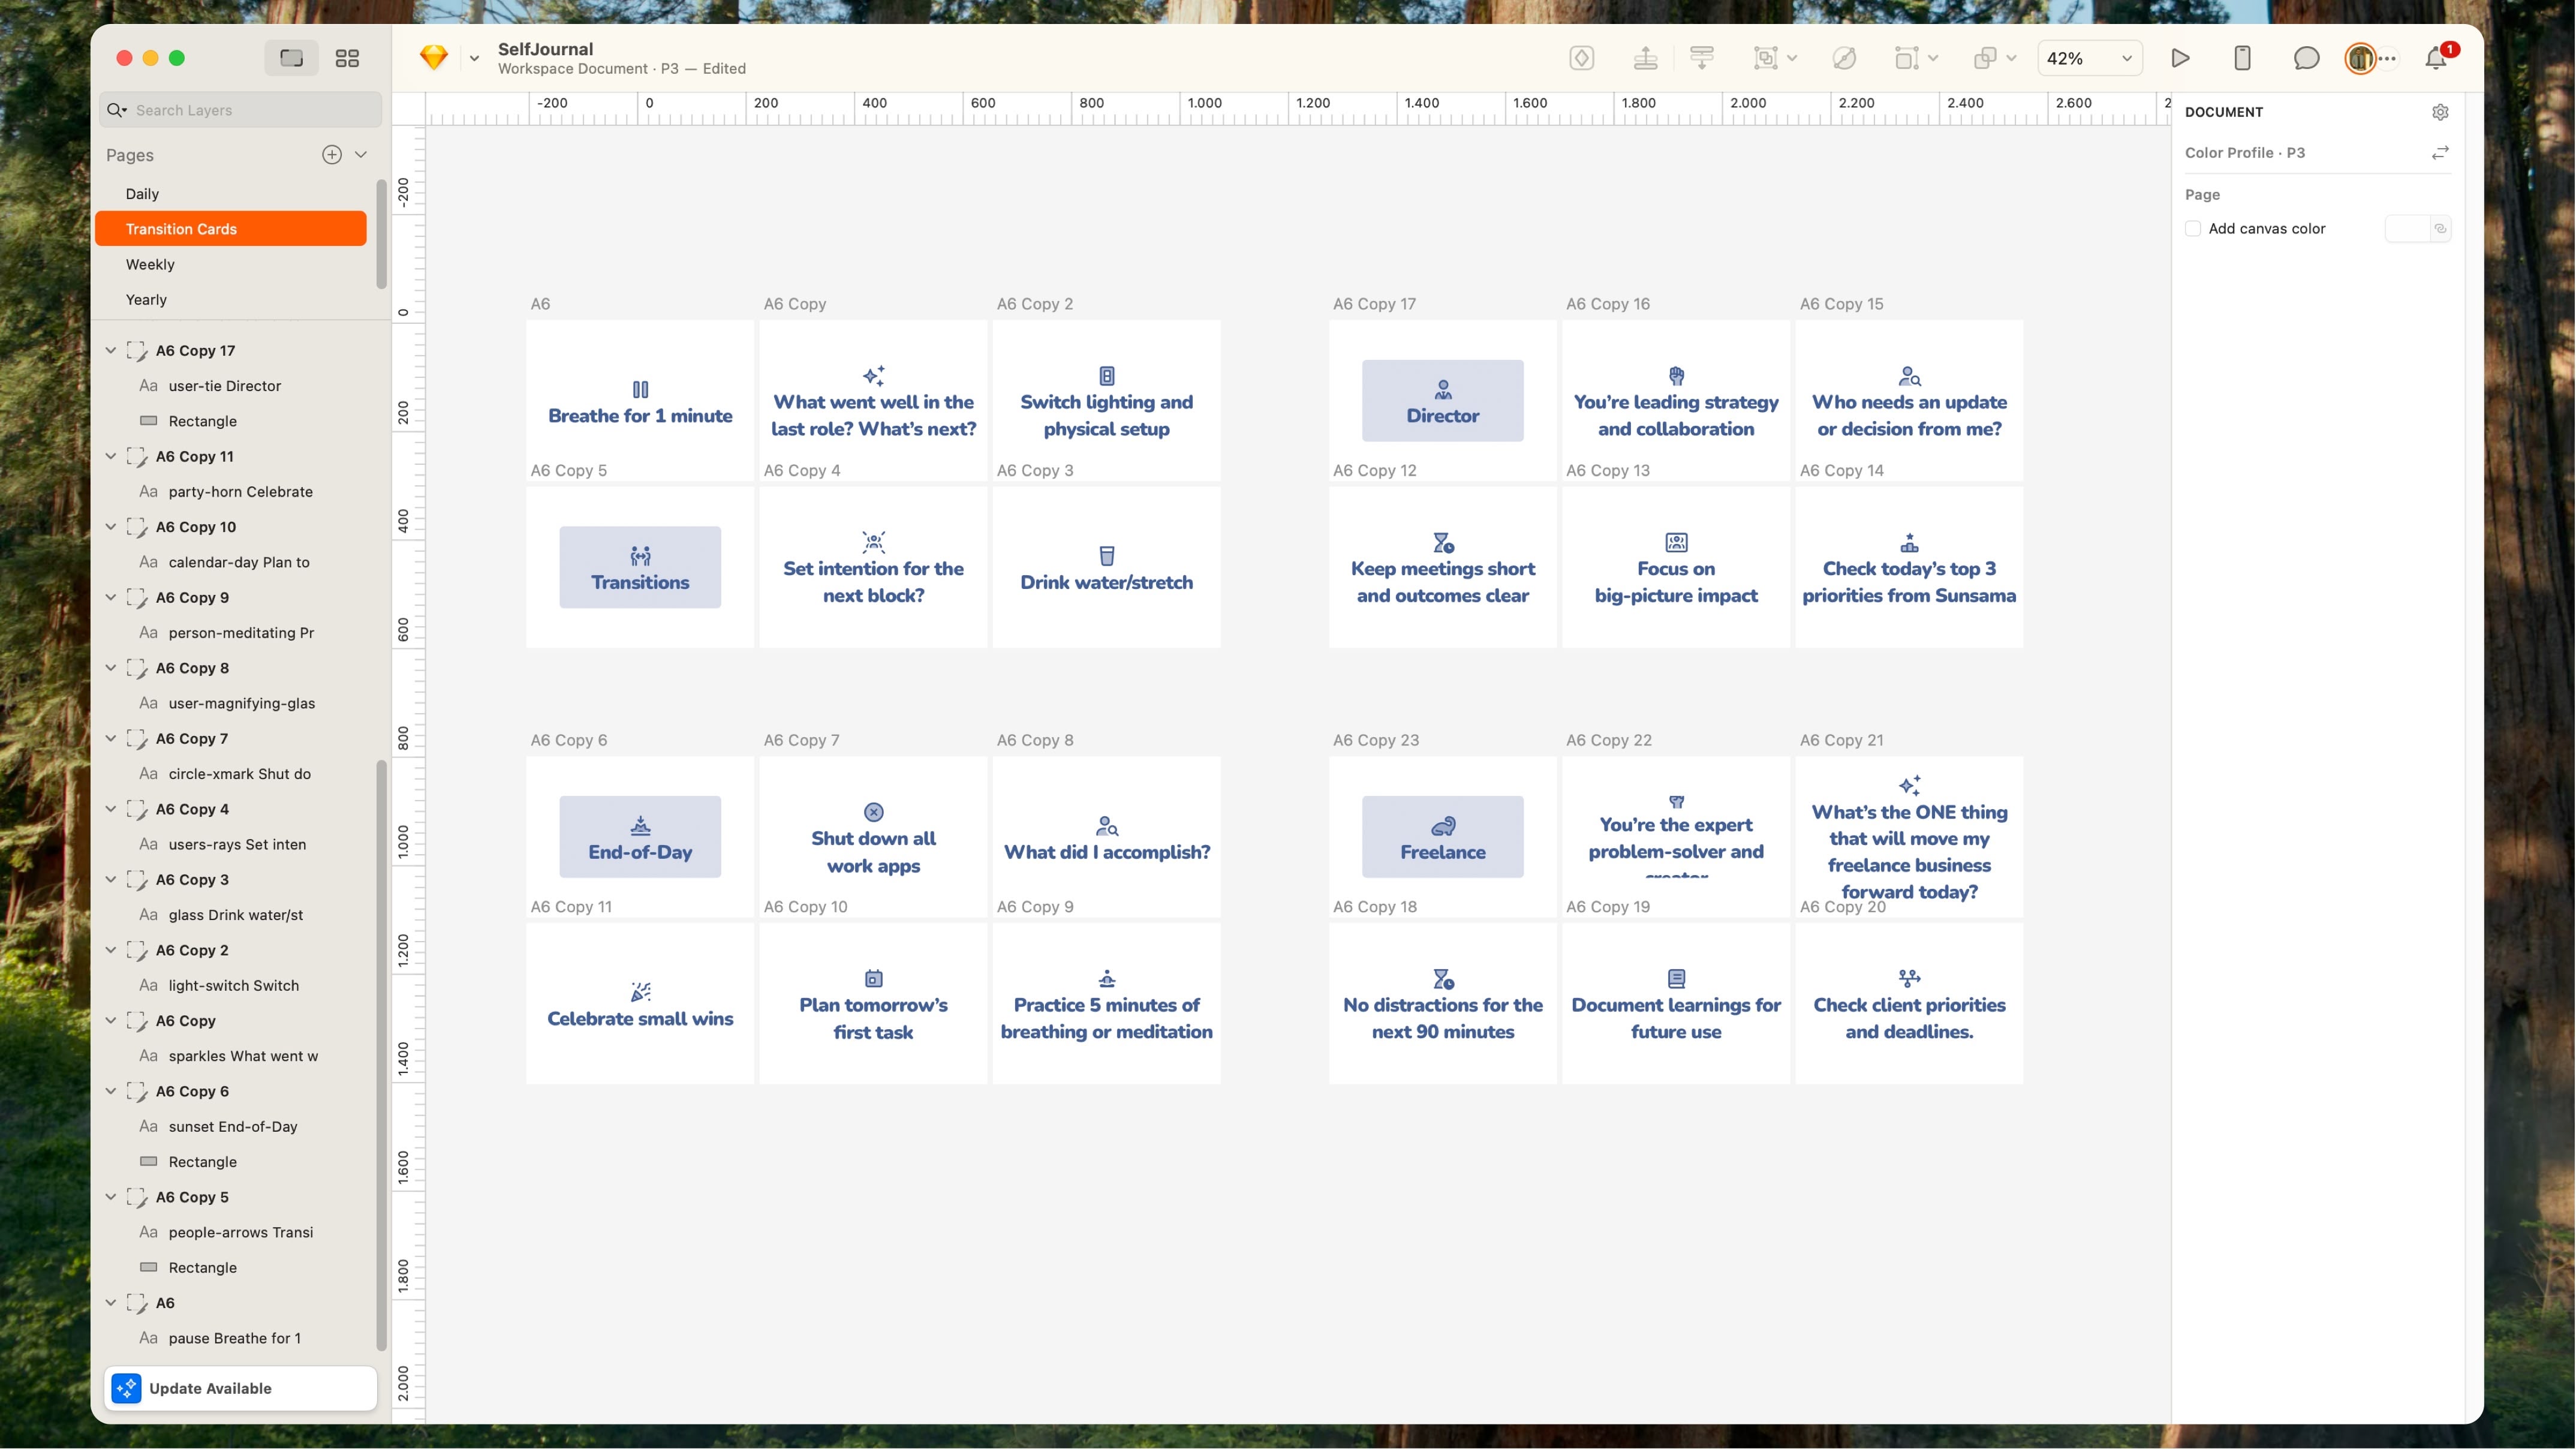 SelfJournal
Workspace Document · P3 — Edited
42%
1
Search Layers
Pages
Daily
Transition Cards
Weekly
Yearly
A6 Copy 17
Aa user-tie Director
Rectangle
A6 Copy 11
Aa party-horn Celebrate
A6 Copy 10
Aa calendar-day Plan to
A6 Copy 9
Aa person-meditating Pr
A6 Copy 8
Aa user-magnifying-glas
A6 Copy 7
Aa circle-xmark Shut do
A6 Copy 4
Aa users-rays Set inten
A6 Copy 3
Aa glass Drink water/st
A6 Copy 2
Aa light-switch Switch
A6 Copy
Aa sparkles What went w
A6 Copy 6
Aa sunset End-of-Day
Rectangle
A6 Copy 5
Aa people-arrows Transi
Rectangle
A6
Aa pause Breathe for 1
Update Available
-200 0 200 400 600 800 1.000 1.200 1.400 1.600 1.800 2.000 2.200 2.400 2.600 2
-200
0
200
400
600
800
1.000
1.200
1.400
1.600
1.800
2.000
A6
Breathe for 1 minute
A6 Copy
What went well in the
last role? What’s next?
A6 Copy 2
Switch lighting and
physical setup
A6 Copy 5
Transitions
A6 Copy 4
Set intention for the
next block?
A6 Copy 3
Drink water/stretch
A6 Copy 17
Director
A6 Copy 16
You’re leading strategy
and collaboration
A6 Copy 15
Who needs an update
or decision from me?
A6 Copy 12
Keep meetings short
and outcomes clear
A6 Copy 13
Focus on
big-picture impact
A6 Copy 14
Check today’s top 3
priorities from Sunsama
A6 Copy 6
End-of-Day
A6 Copy 7
Shut down all
work apps
A6 Copy 8
What did I accomplish?
A6 Copy 11
Celebrate small wins
A6 Copy 10
Plan tomorrow’s
first task
A6 Copy 9
Practice 5 minutes of
breathing or meditation
A6 Copy 23
Freelance
A6 Copy 22
You’re the expert
problem-solver and
A6 Copy 21
What’s the ONE thing
that will move my
freelance business
forward today?
A6 Copy 18
No distractions for the
next 90 minutes
A6 Copy 19
Document learnings for
future use
A6 Copy 20
Check client priorities
and deadlines.
DOCUMENT
Color Profile · P3
Page
Add canvas color